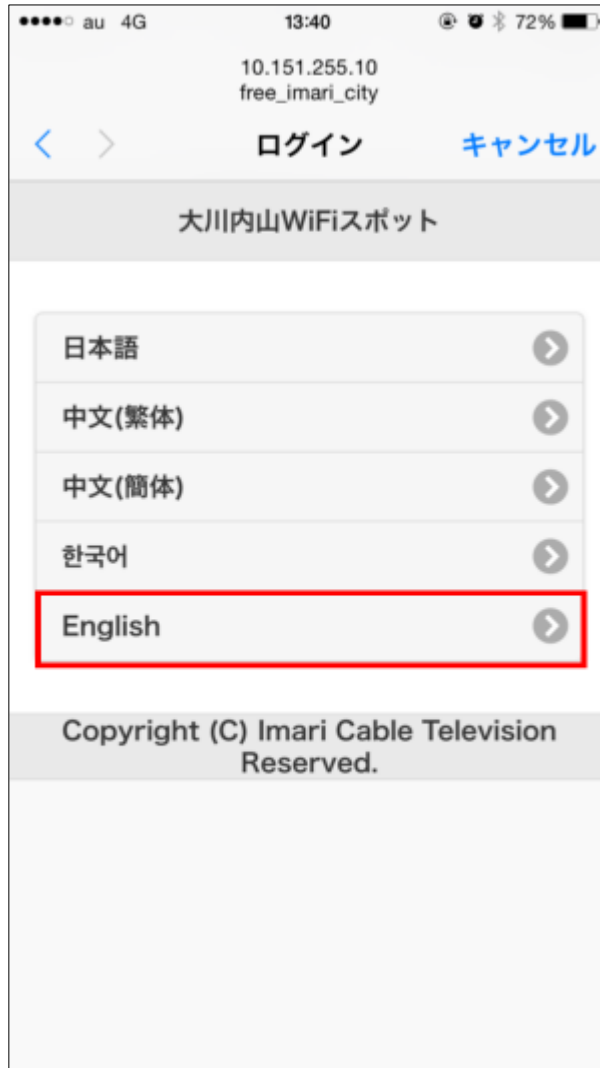 au 4G 13:40 72%
10.151.255.10
free_imari_city
ログイン キャンセル
大川内山WiFiスポット
日本語
中文(繁体)
中文(簡体)
한국어
English
Copyright (C) Imari Cable Television
Reserved.